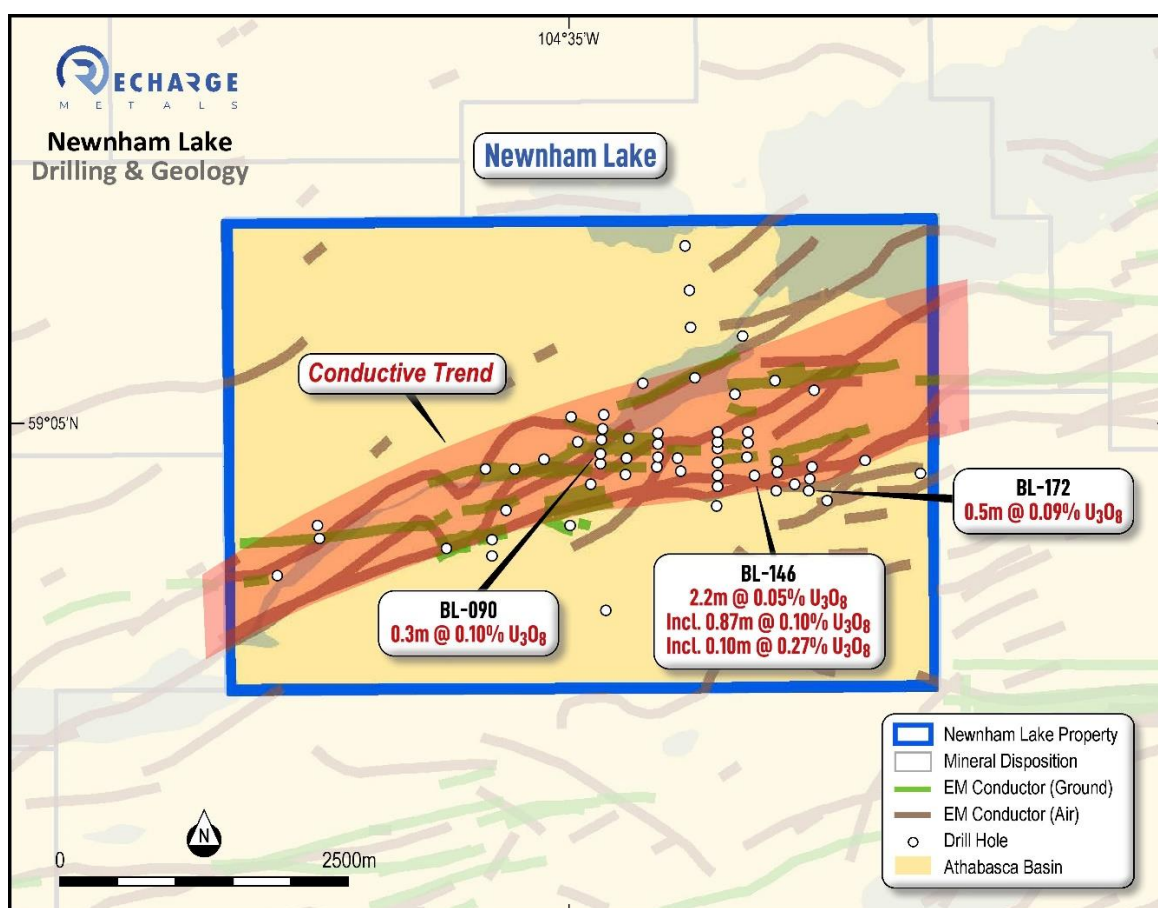 RECHARGE
METALS
Newnham Lake
Drilling & Geology
104°35'W
Newnham Lake
Conductive Trend
59°05'N
BL-172
0.5m @ 0.09% U₃O₈
BL-146
2.2m @ 0.05% U₃O₈
Incl. 0.87m @ 0.10% U₃O₈
Incl. 0.10m @ 0.27% U₃O₈
BL-090
0.3m @ 0.10% U₃O₈
Newnham Lake Property
Mineral Disposition
EM Conductor (Ground)
EM Conductor (Air)
Drill Hole
Athabasca Basin
N
0 2500m